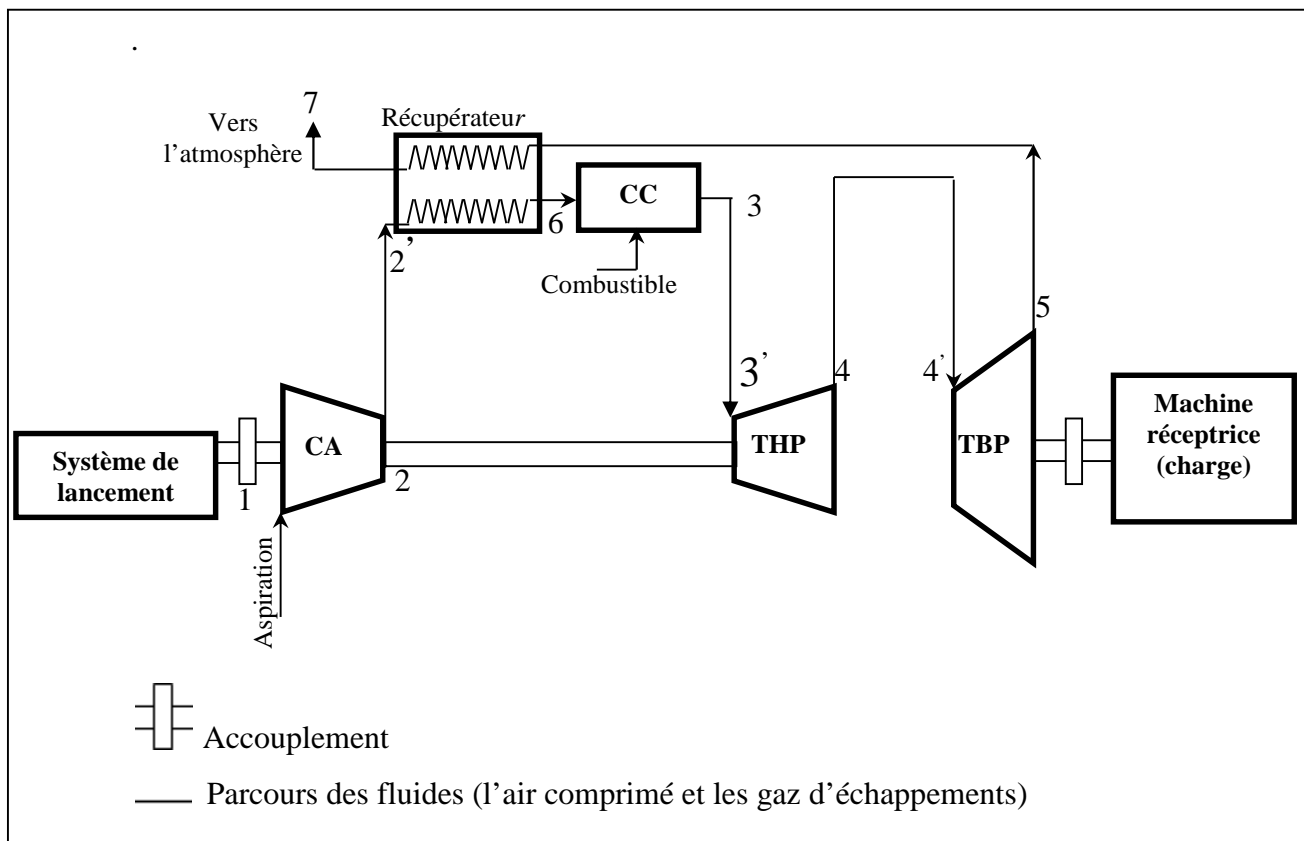 .
7
Récupérateur
Vers
l'atmosphère
CC
3
6
2'
Combustible
5
3'
4
4'
Machine
réceptrice
(charge)
CA
THP
TBP
Système de
lancement
1
2
Aspiration
Accouplement
Parcours des fluides (l'air comprimé et les gaz d'échappements)